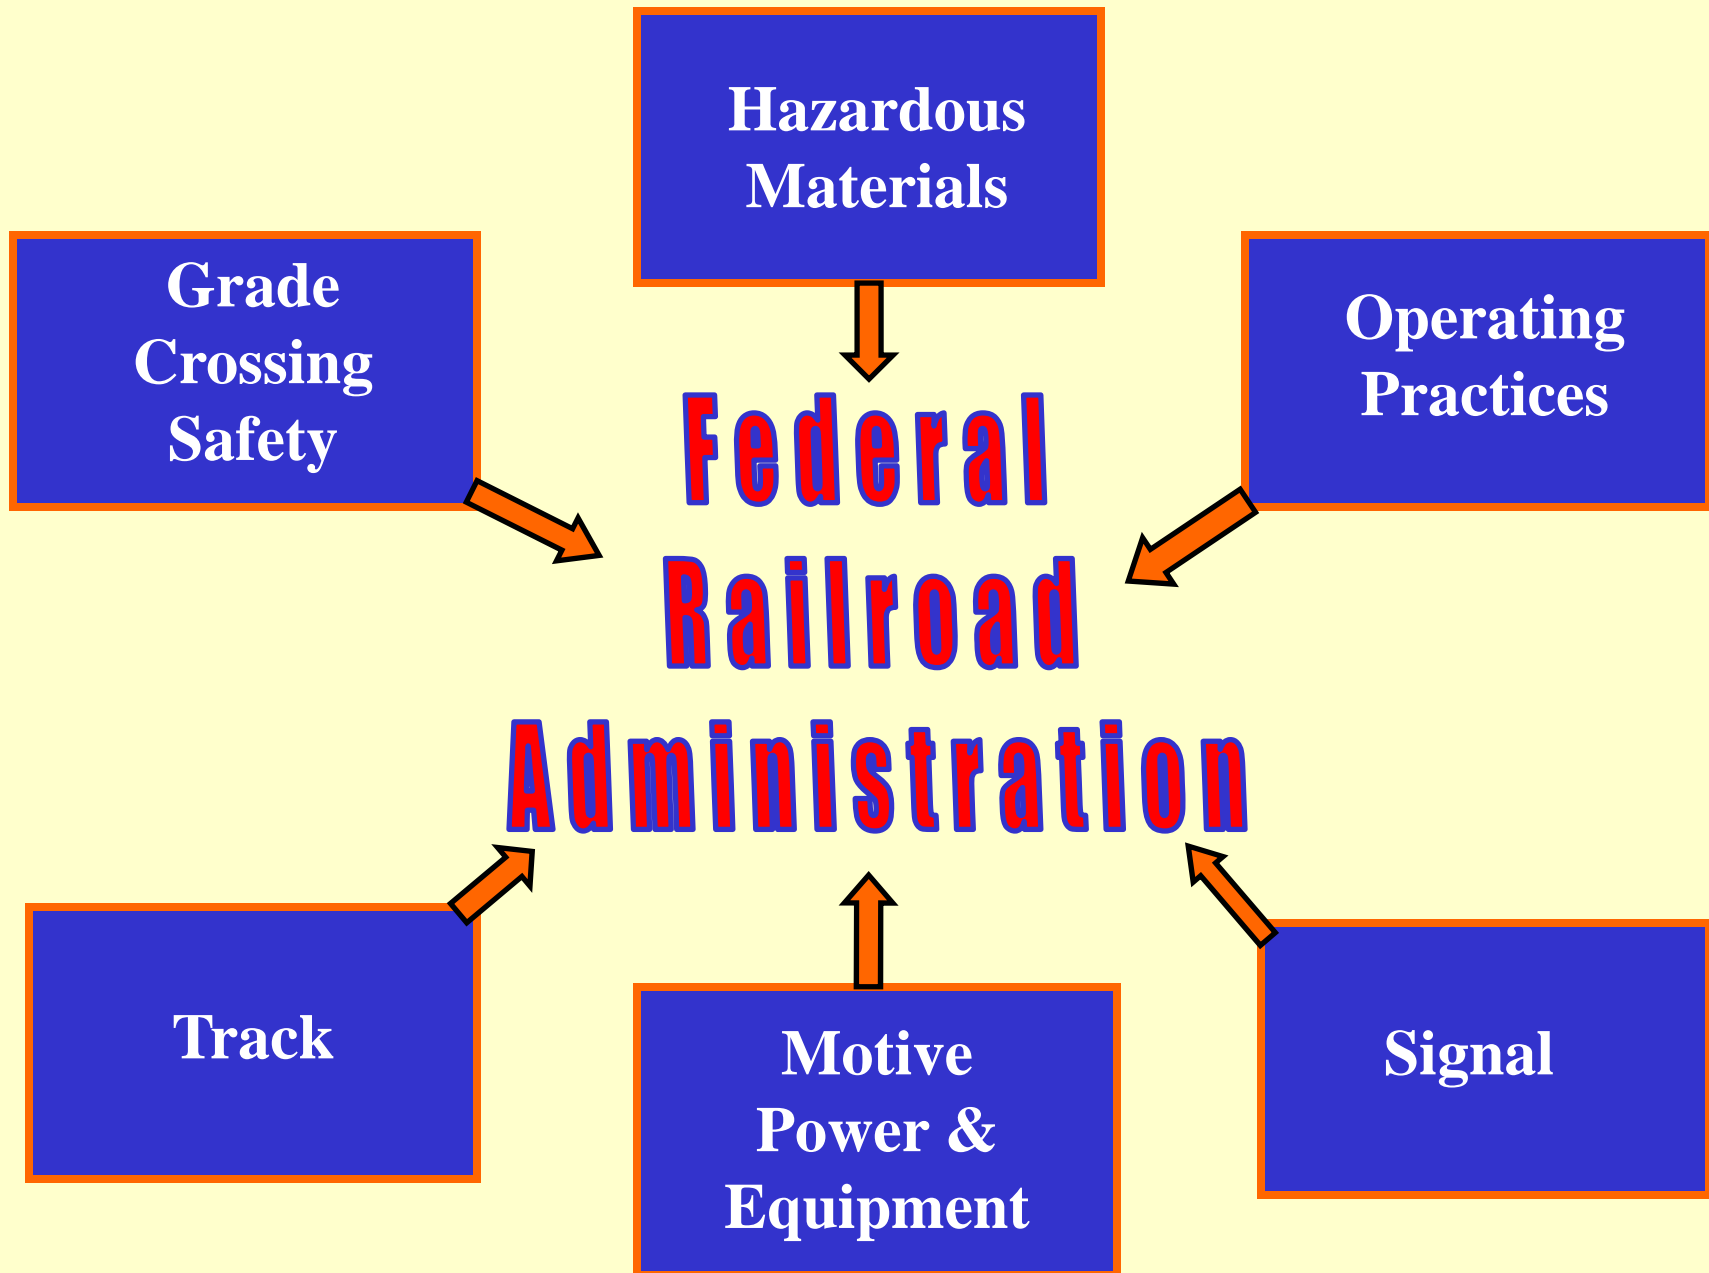 Hazardous
Materials
Grade
Crossing
Safety
Operating
Practices
Federal
Railroad
Administration
Track
Motive
Power &
Equipment
Signal